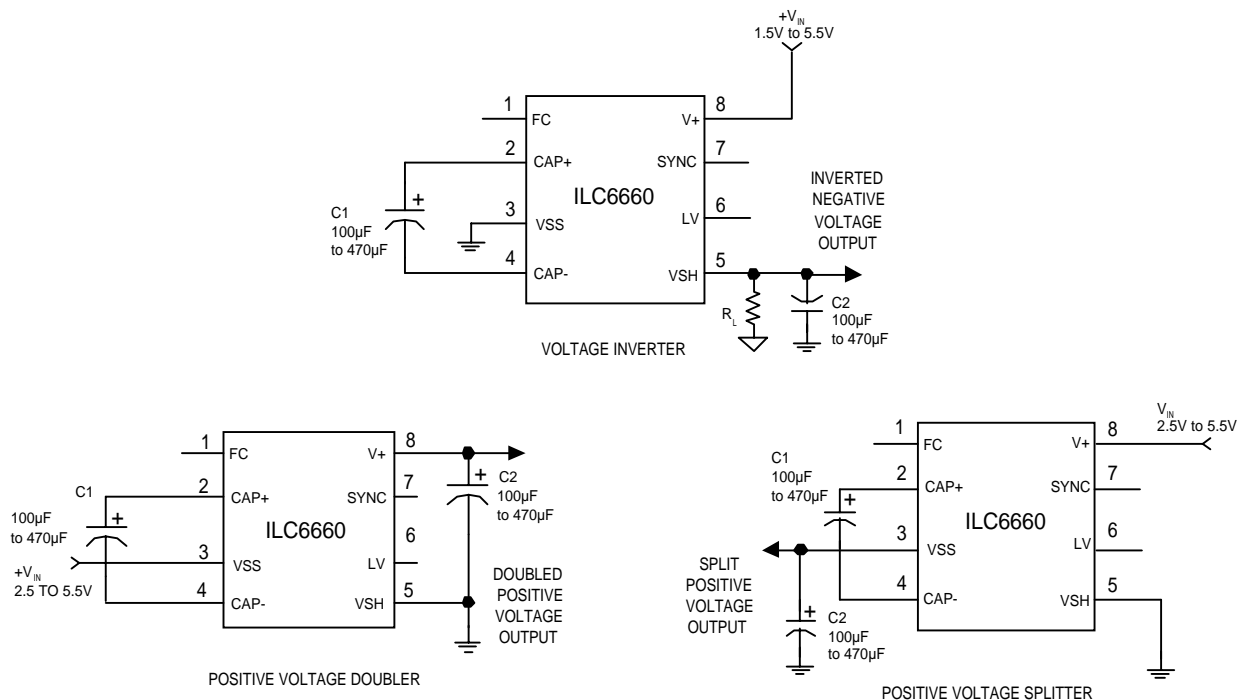 +VIN
1.5V to 5.5V
1
FC
8
V+
2
CAP+
7
SYNC
ILC6660
INVERTED
NEGATIVE
VOLTAGE
OUTPUT
C1
100µF
to 470µF
+
3
VSS
6
LV
4
CAP-
5
VSH
RL
C2
100µF
to 470µF
VOLTAGE INVERTER
1
FC
8
V+
C1
2
CAP+
7
SYNC
+
C2
100µF
to 470µF
100µF
to 470µF
+
ILC6660
3
VSS
6
LV
+VIN
2.5 TO 5.5V
4
CAP-
5
VSH
DOUBLED
POSITIVE
VOLTAGE
OUTPUT
POSITIVE VOLTAGE DOUBLER
VIN
2.5V to 5.5V
1
FC
8
V+
C1
100µF
to 470µF
+
2
CAP+
7
SYNC
ILC6660
3
VSS
6
LV
SPLIT
POSITIVE
VOLTAGE
OUTPUT
4
CAP-
5
VSH
+
C2
100µF
to 470µF
POSITIVE VOLTAGE SPLITTER